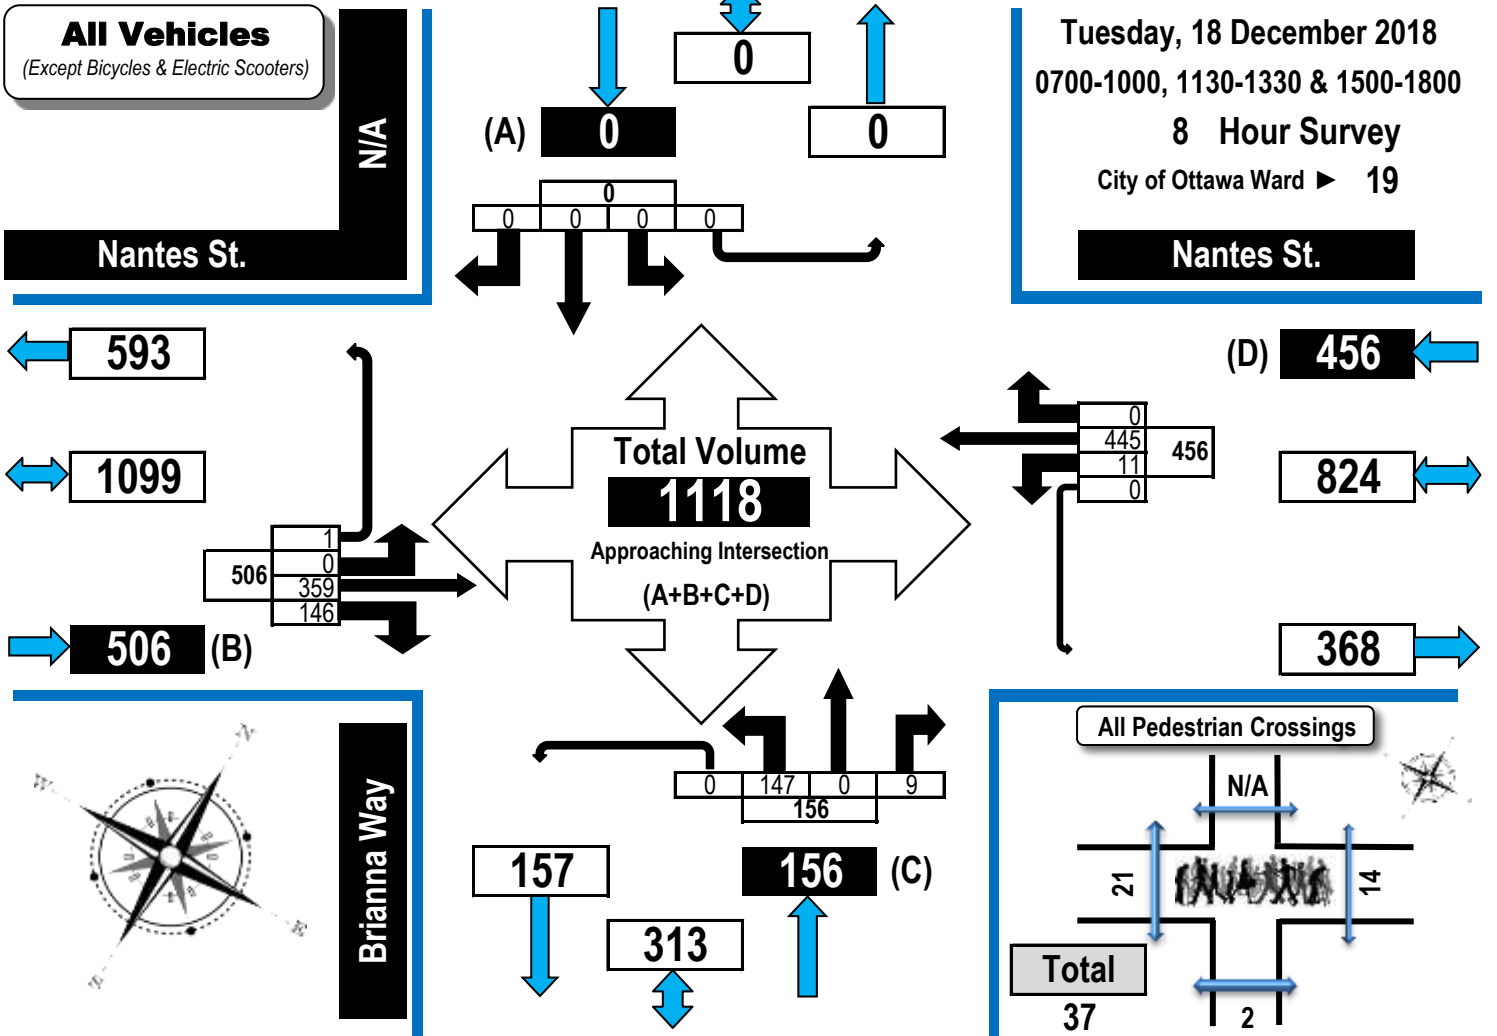 All Vehicles
(Except Bicycles & Electric Scooters)
N/A
Nantes St.
0
(A) 0
0
0
0 0 0 0
Tuesday, 18 December 2018
0700-1000, 1130-1330 & 1500-1800
8 Hour Survey
City of Ottawa Ward ► 19
Nantes St.
593
1099
1
0
506
359
146
506 (B)
Total Volume
1118
Approaching Intersection
(A+B+C+D)
(D) 456
0
445
456
11
0
824
368
N
W
E
S
Brianna Way
0 147 0 9
156
157
156 (C)
313
All Pedestrian Crossings
N/A
21
14
Total
37
2